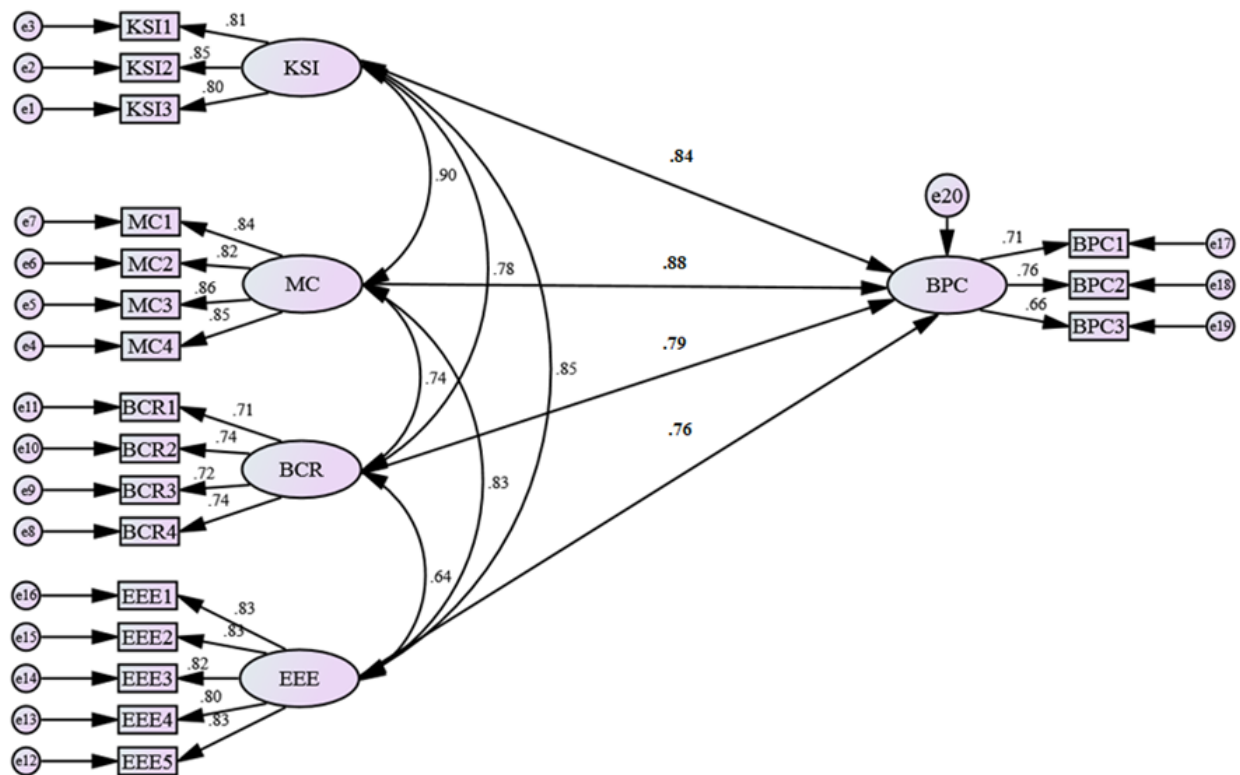 e3 KSI1 .81
e2 KSI2 .85 KSI
e1 KSI3 .80
.84
.90
e20
e7 MC1 .84
e6 MC2 .82
MC
e5 MC3 .86
e4 MC4 .85
.88
.78
BPC
.71 BPC1 e17
.76 BPC2 e18
.66 BPC3 e19
.79
.74
.85
e11 BCR1 .71
e10 BCR2 .74
BCR
e9 BCR3 .72
e8 BCR4 .74
.76
.83
.64
e16 EEE1 .83
e15 EEE2 .83
e14 EEE3 .82 EEE
e13 EEE4 .80
e12 EEE5 .83